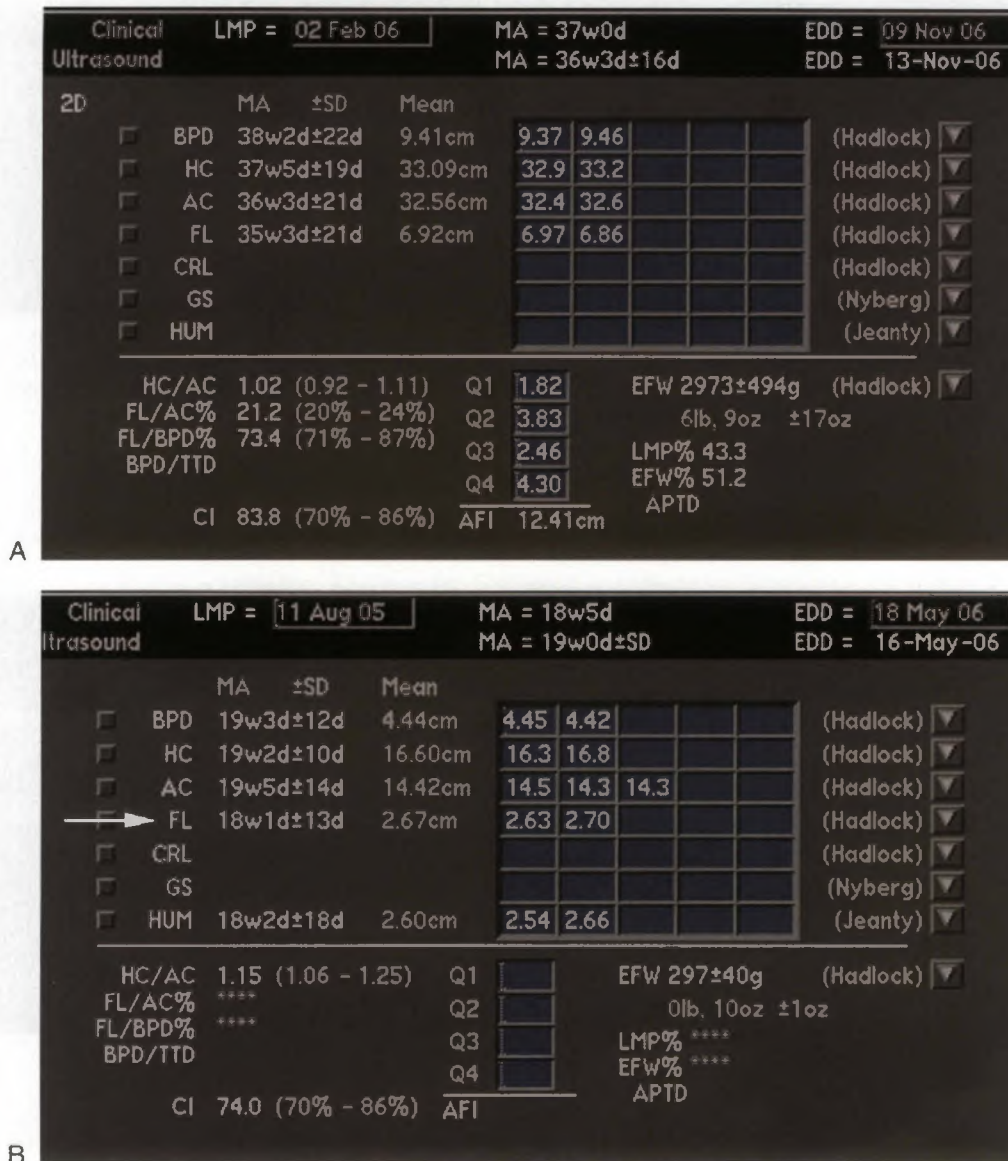 Clinical LMP = 02 Feb 06 MA = 37w0d EDD = 09 Nov 06
Ultrasound MA = 36w3d±16d EDD = 13-Nov-06
2D MA ±SD Mean
BPD 38w2d±22d 9.41cm 9.37 9.46 (Hadlock)
HC 37w5d±19d 33.09cm 32.9 33.2 (Hadlock)
AC 36w3d±21d 32.56cm 32.4 32.6 (Hadlock)
FL 35w3d±21d 6.92cm 6.97 6.86 (Hadlock)
CRL (Hadlock)
GS (Nyberg)
HUM (Jeanty)
HC/AC 1.02 (0.92 - 1.11) Q1 1.82 EFW 2973±494g (Hadlock)
FL/AC% 21.2 (20% - 24%) Q2 3.83 6lb, 9oz ±17oz
FL/BPD% 73.4 (71% - 87%) Q3 2.46 LMP% 43.3
BPD/TTD Q4 4.30 EFW% 51.2
APTD
CI 83.8 (70% - 86%) AFI 12.41cm
A
Clinical LMP = 11 Aug 05 MA = 18w5d EDD = 18 May 06
ltrasound MA = 19w0d±SD EDD = 16-May-06
MA ±SD Mean
BPD 19w3d±12d 4.44cm 4.45 4.42 (Hadlock)
HC 19w2d±10d 16.60cm 16.3 16.8 (Hadlock)
AC 19w5d±14d 14.42cm 14.5 14.3 14.3 (Hadlock)
FL 18w1d±13d 2.67cm 2.63 2.70 (Hadlock)
CRL (Hadlock)
GS (Nyberg)
HUM 18w2d±18d 2.60cm 2.54 2.66 (Jeanty)
HC/AC 1.15 (1.06 - 1.25) Q1 EFW 297±40g (Hadlock)
FL/AC% **** Q2 0lb, 10oz ±1oz
FL/BPD% **** Q3 LMP% ****
BPD/TTD Q4 EFW% ****
APTD
CI 74.0 (70% - 86%) AFI
B